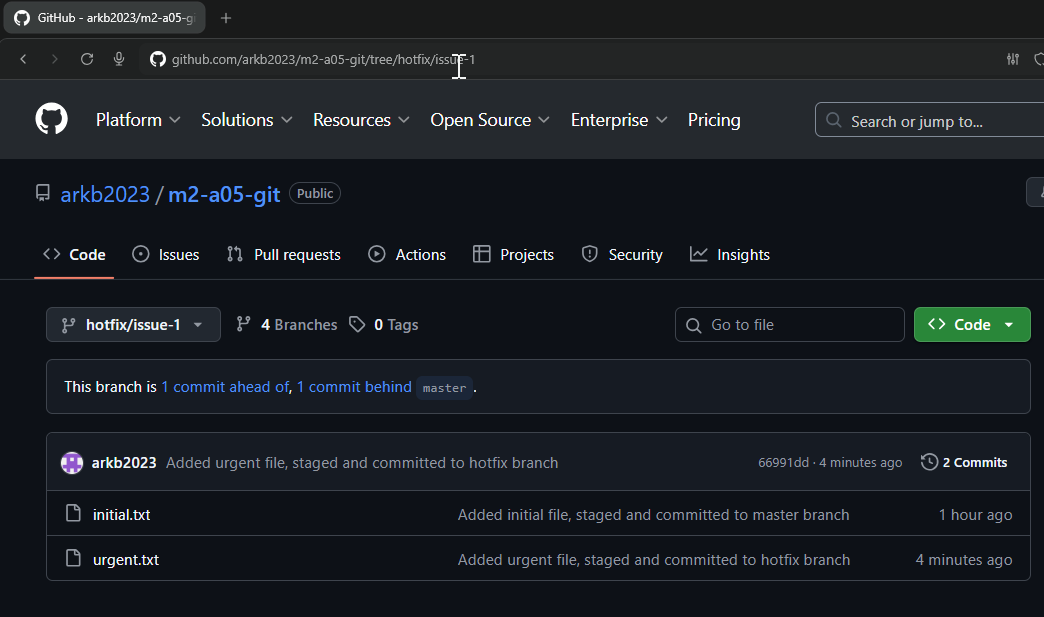 GitHub - arkb2023/m2-a05-gi
github.com/arkb2023/m2-a05-git/tree/hotfix/issue-1
Platform Solutions Resources Open Source Enterprise Pricing Search or jump to...
arkb2023 / m2-a05-git Public
Code Issues Pull requests Actions Projects Security Insights
hotfix/issue-1 4 Branches 0 Tags Go to file Code
This branch is 1 commit ahead of, 1 commit behind master .
arkb2023 Added urgent file, staged and committed to hotfix branch 66991dd · 4 minutes ago 2 Commits
initial.txt Added initial file, staged and committed to master branch 1 hour ago
urgent.txt Added urgent file, staged and committed to hotfix branch 4 minutes ago